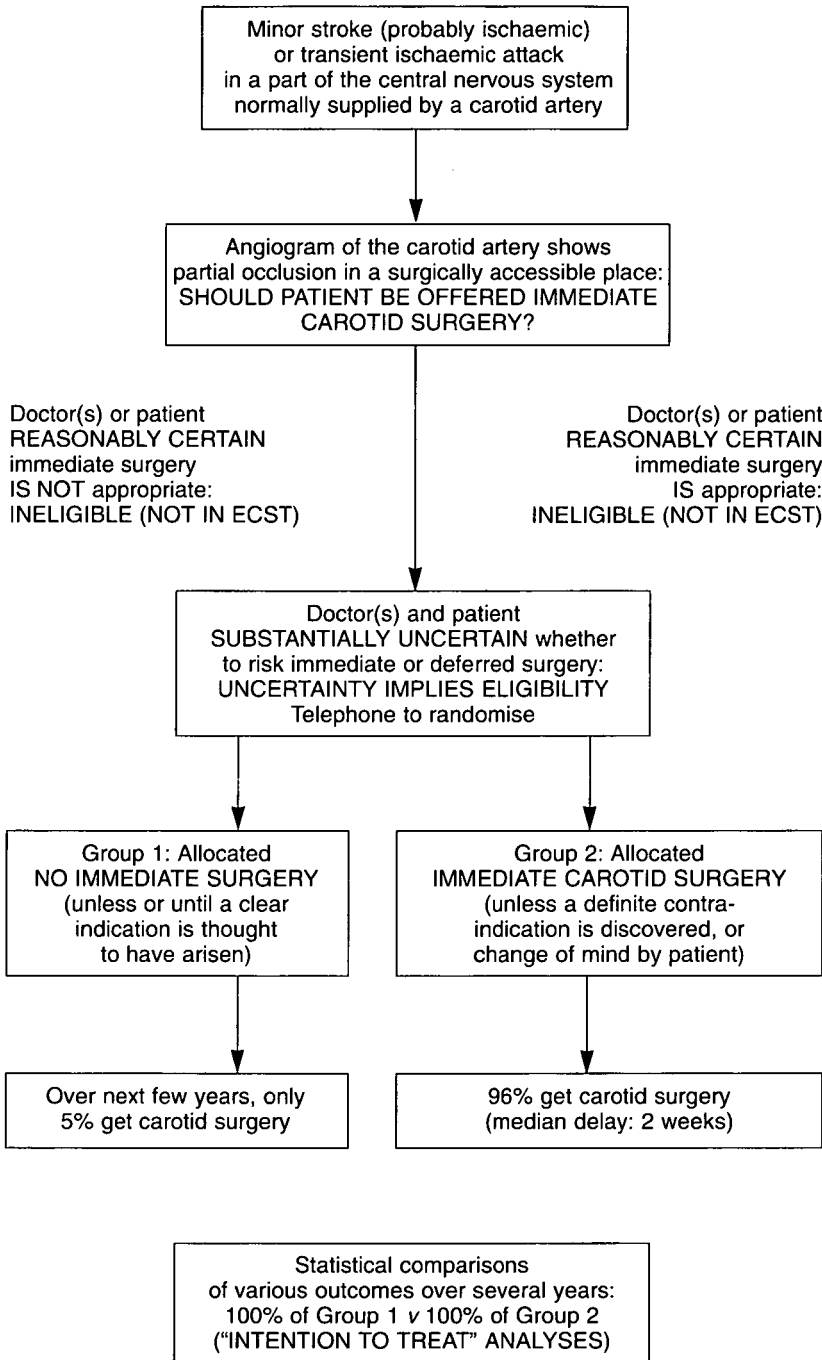 Minor stroke (probably ischaemic)
or transient ischaemic attack
in a part of the central nervous system
normally supplied by a carotid artery
Angiogram of the carotid artery shows
partial occlusion in a surgically accessible place:
SHOULD PATIENT BE OFFERED IMMEDIATE
CAROTID SURGERY?
Doctor(s) or patient
REASONABLY CERTAIN
immediate surgery
IS NOT appropriate:
INELIGIBLE (NOT IN ECST)
Doctor(s) or patient
REASONABLY CERTAIN
immediate surgery
IS appropriate:
INELIGIBLE (NOT IN ECST)
Doctor(s) and patient
SUBSTANTIALLY UNCERTAIN whether
to risk immediate or deferred surgery:
UNCERTAINTY IMPLIES ELIGIBILITY
Telephone to randomise
Group 1: Allocated
NO IMMEDIATE SURGERY
(unless or until a clear
indication is thought
to have arisen)
Group 2: Allocated
IMMEDIATE CAROTID SURGERY
(unless a definite contra-
indication is discovered, or
change of mind by patient)
Over next few years, only
5% get carotid surgery
96% get carotid surgery
(median delay: 2 weeks)
Statistical comparisons
of various outcomes over several years:
100% of Group 1 v 100% of Group 2
("INTENTION TO TREAT" ANALYSES)